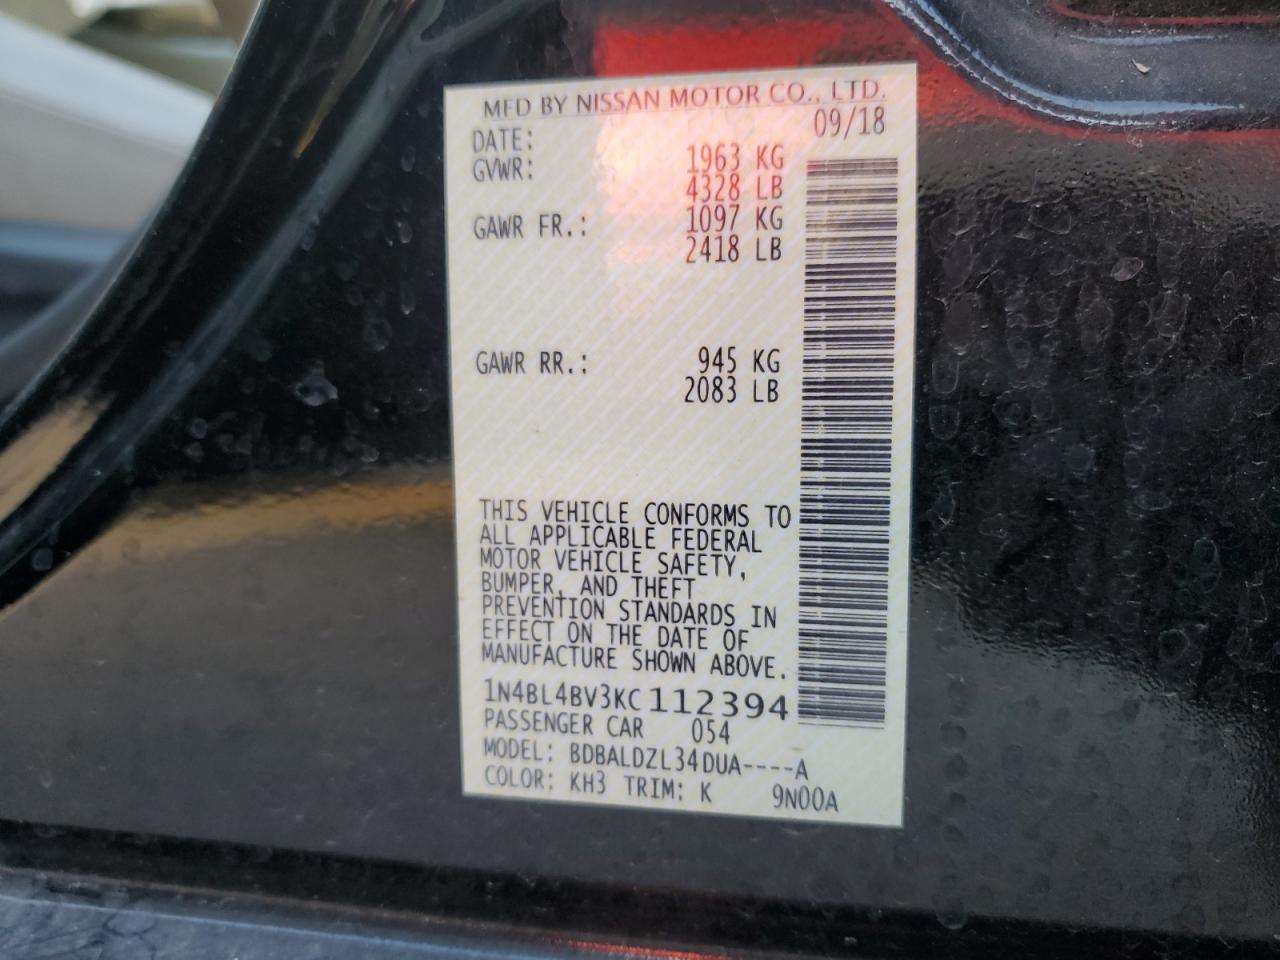 MFD BY NISSAN MOTOR CO., LTD.
DATE: 09/18
GVWR: 1963 KG
4328 LB
GAWR FR.: 1097 KG
2418 LB
GAWR RR.: 945 KG
2083 LB
THIS VEHICLE CONFORMS TO
ALL APPLICABLE FEDERAL
MOTOR VEHICLE SAFETY,
BUMPER, AND THEFT
PREVENTION STANDARDS IN
EFFECT ON THE DATE OF
MANUFACTURE SHOWN ABOVE.
1N4BL4BV3KC112394
PASSENGER CAR 054
MODEL: BDBALDZL34DUA----A
COLOR: KH3 TRIM: K 9N00A